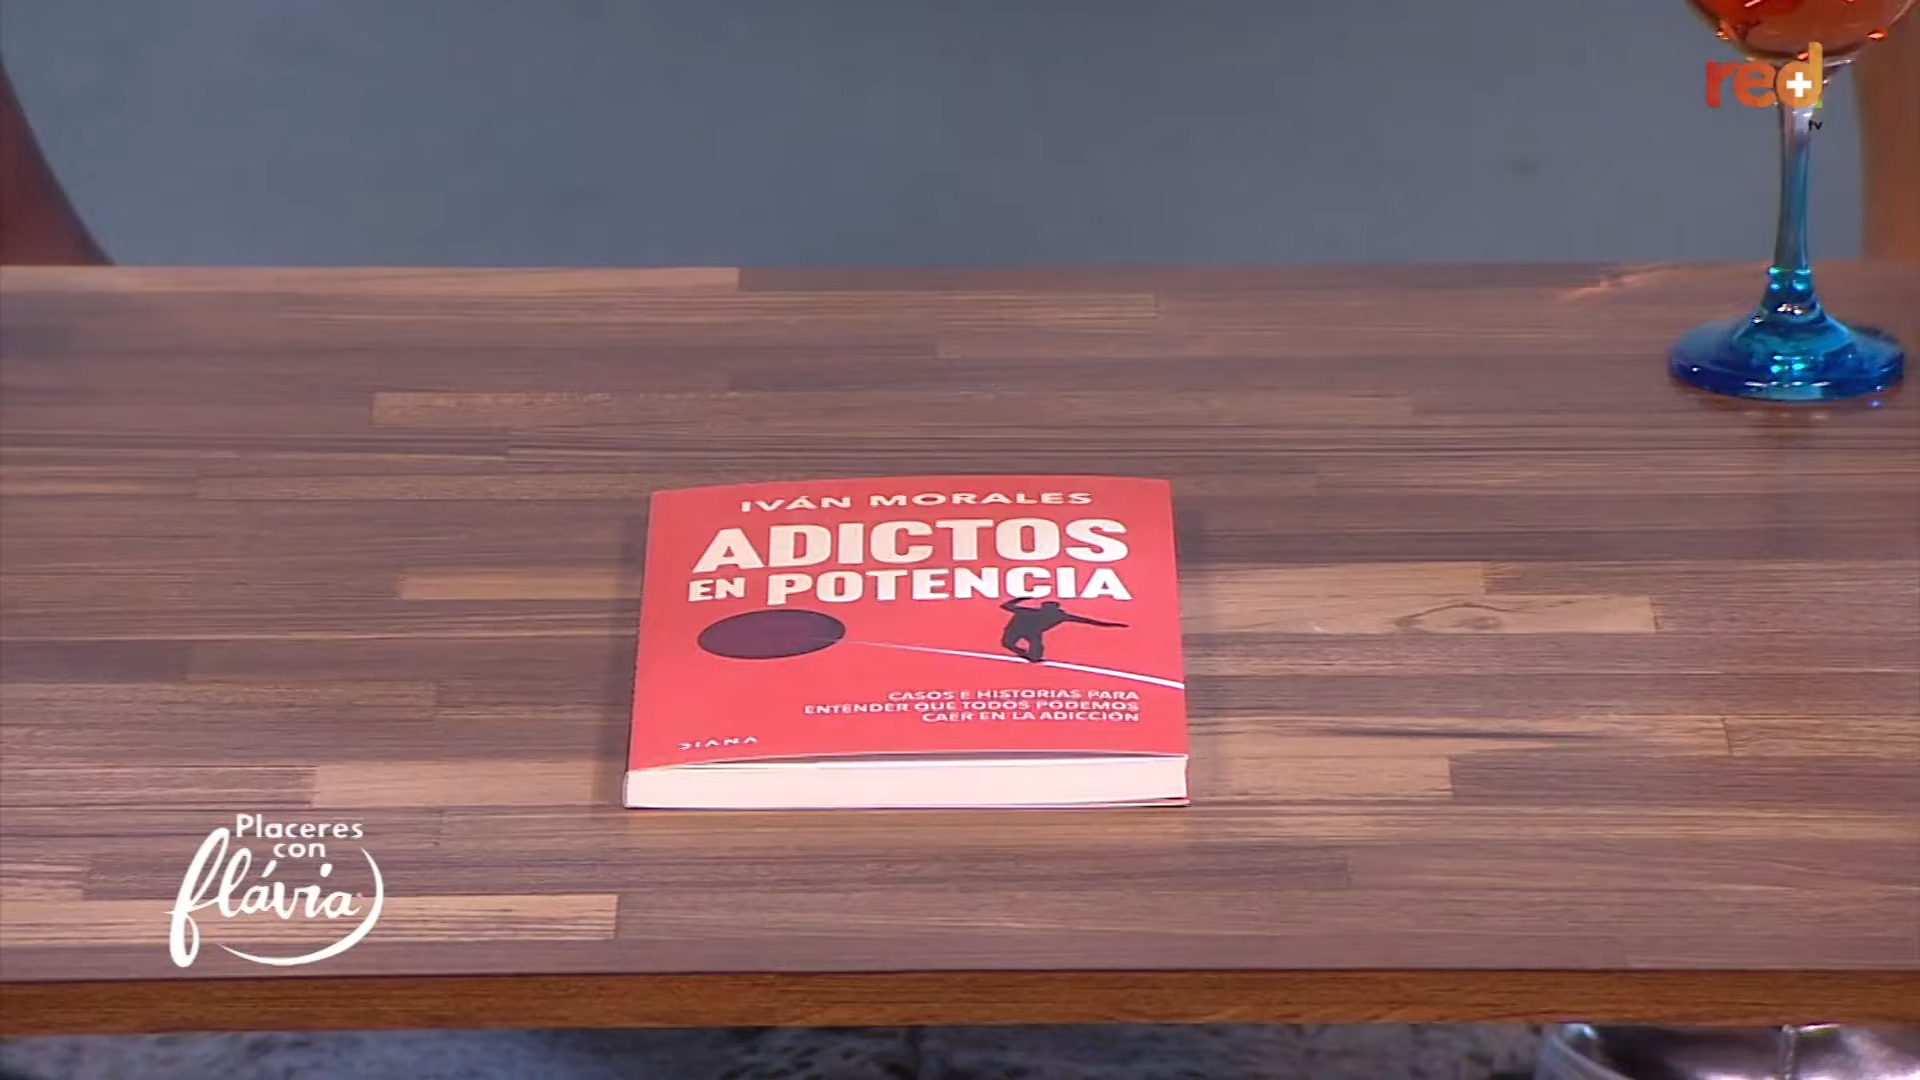 red+
tv
IVÁN MORALES
ADICTOS
EN POTENCIA
CASOS E HISTORIAS PARA
ENTENDER QUE TODOS PODEMOS
CAER EN LA ADICCIÓN
DIANA
Placeres
con
flávia